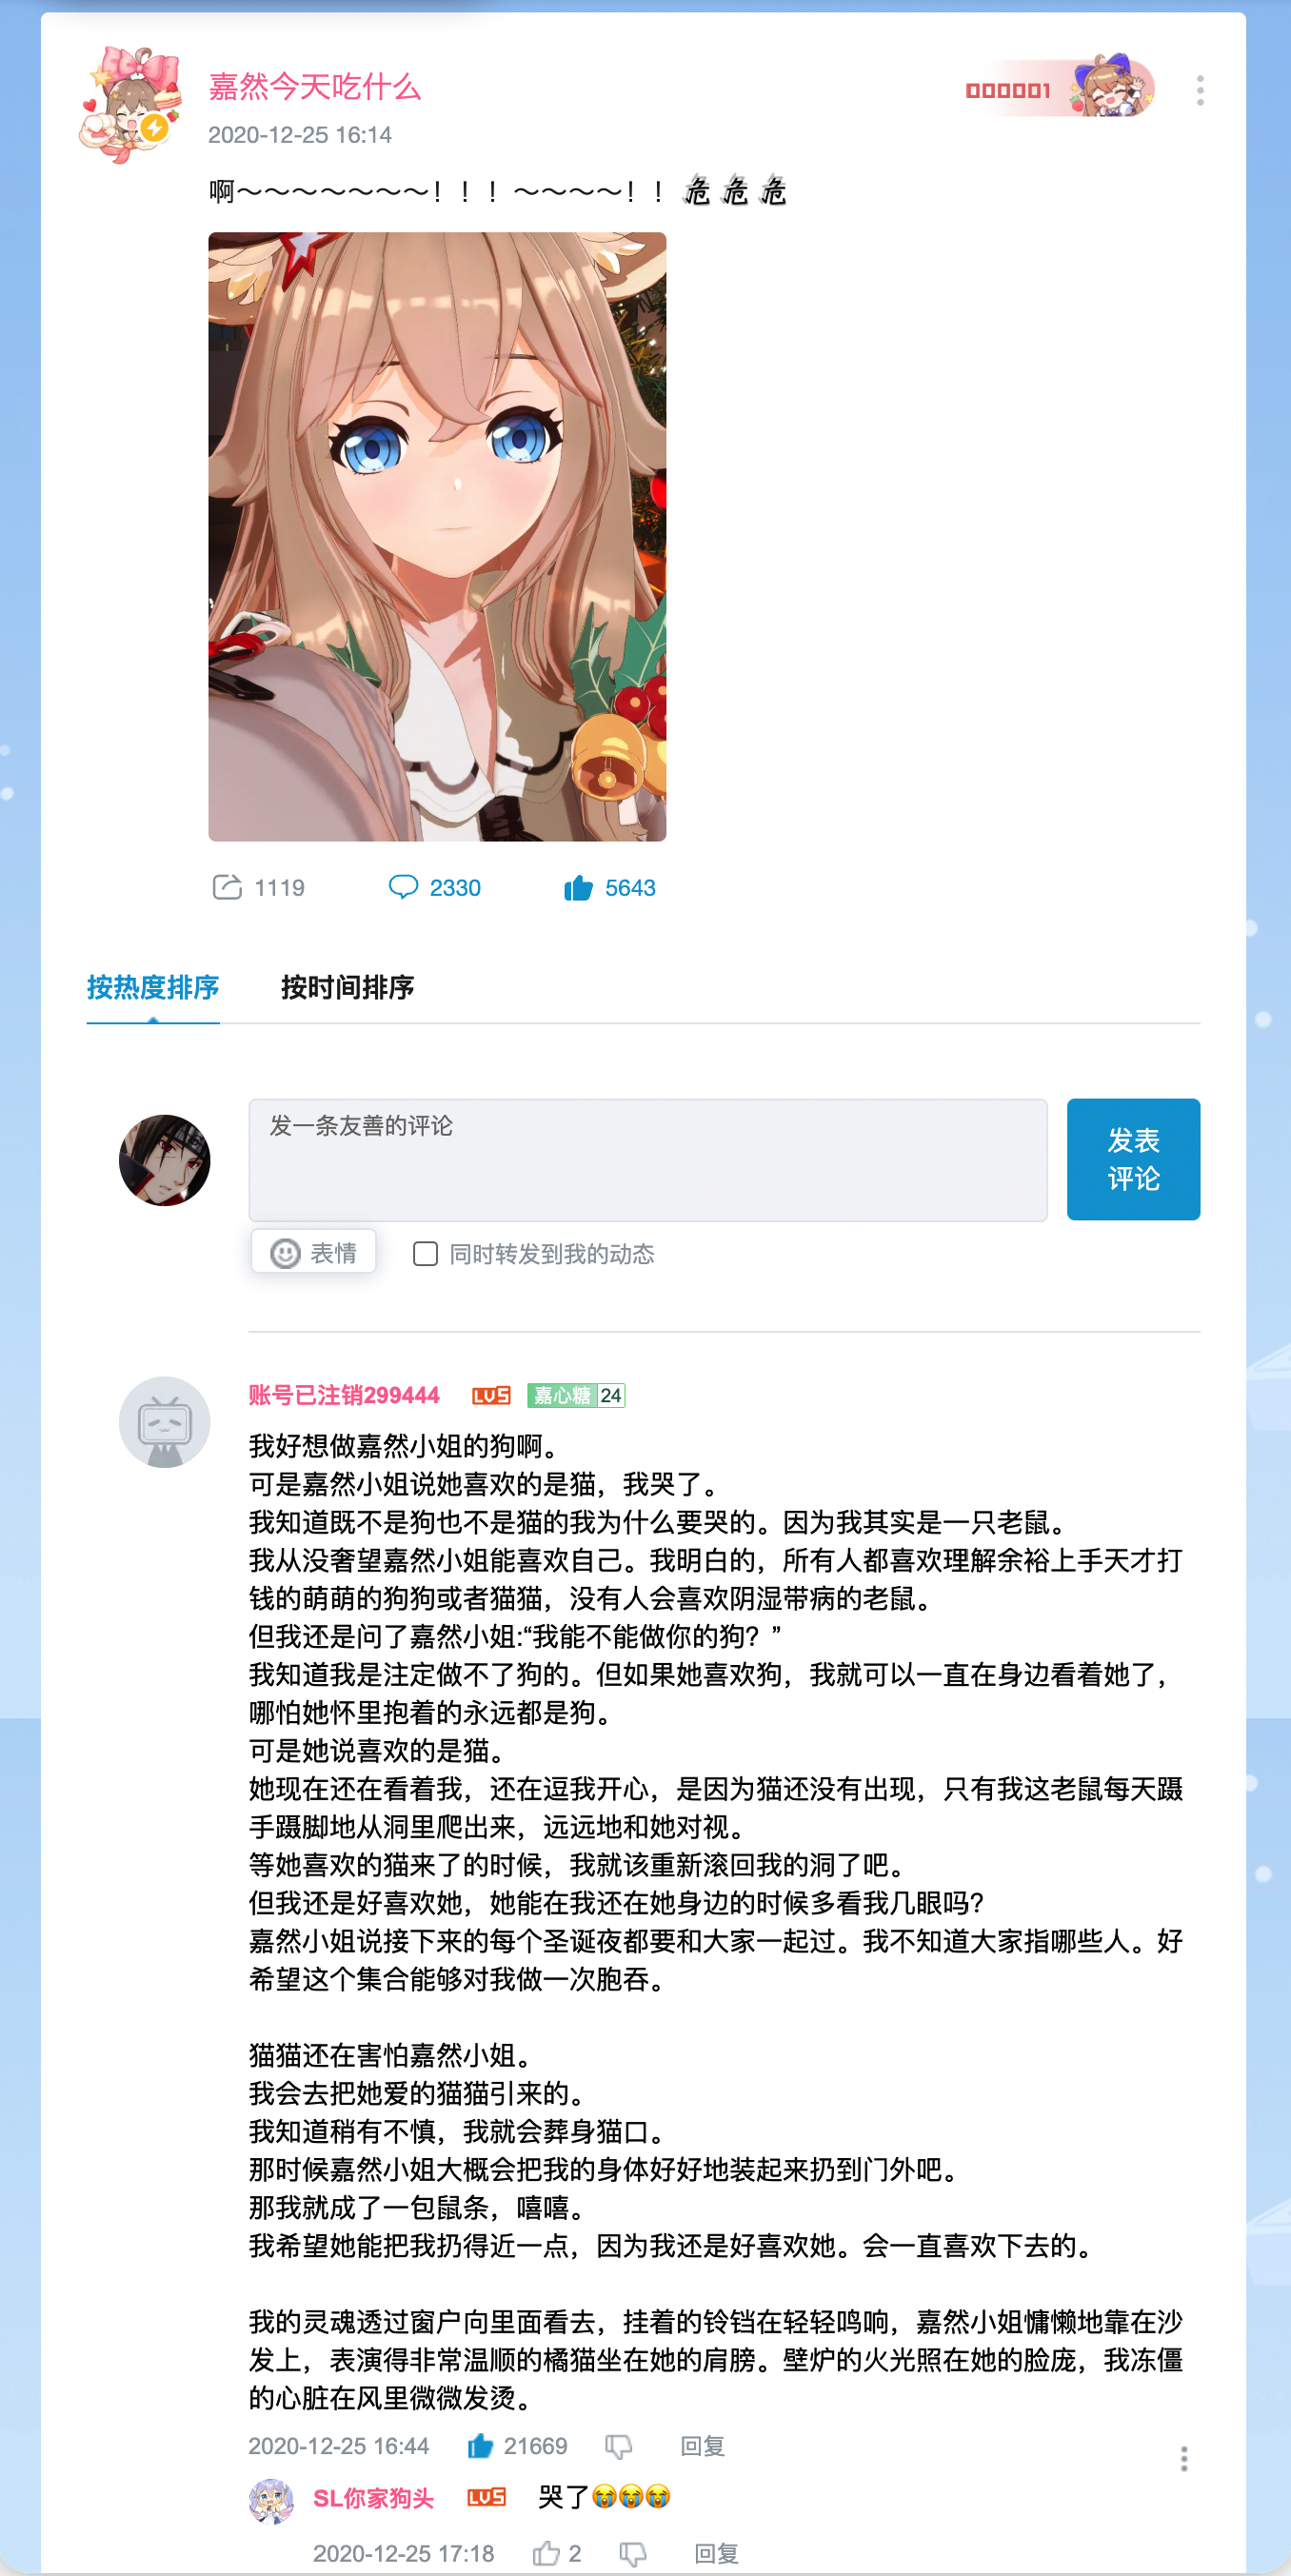 嘉然今天吃什么
000001
2020-12-25 16:14
啊～～～～～～～！！！～～～～！！危 危 危
1119 2330 5643
按热度排序 按时间排序
发一条友善的评论
发表
评论
表情 同时转发到我的动态
账号已注销299444 LV5 嘉心糖 24
我好想做嘉然小姐的狗啊。
可是嘉然小姐说她喜欢的是猫，我哭了。
我知道既不是狗也不是猫的我为什么要哭的。因为我其实是一只老鼠。
我从没奢望嘉然小姐能喜欢自己。我明白的，所有人都喜欢理解余裕上手天才打
钱的萌萌的狗狗或者猫猫，没有人会喜欢阴湿带病的老鼠。
但我还是问了嘉然小姐:“我能不能做你的狗？”
我知道我是注定做不了狗的。但如果她喜欢狗，我就可以一直在身边看着她了，
哪怕她怀里抱着的永远都是狗。
可是她说喜欢的是猫。
她现在还在看着我，还在逗我开心，是因为猫还没有出现，只有我这老鼠每天蹑
手蹑脚地从洞里爬出来，远远地和她对视。
等她喜欢的猫来了的时候，我就该重新滚回我的洞了吧。
但我还是好喜欢她，她能在我还在她身边的时候多看我几眼吗？
嘉然小姐说接下来的每个圣诞夜都要和大家一起过。我不知道大家指哪些人。好
希望这个集合能够对我做一次胞吞。
猫猫还在害怕嘉然小姐。
我会去把她爱的猫猫引来的。
我知道稍有不慎，我就会葬身猫口。
那时候嘉然小姐大概会把我的身体好好地装起来扔到门外吧。
那我就成了一包鼠条，嘻嘻。
我希望她能把我扔得近一点，因为我还是好喜欢她。会一直喜欢下去的。
我的灵魂透过窗户向里面看去，挂着的铃铛在轻轻鸣响，嘉然小姐慵懒地靠在沙
发上，表演得非常温顺的橘猫坐在她的肩膀。壁炉的火光照在她的脸庞，我冻僵
的心脏在风里微微发烫。
2020-12-25 16:44 21669 回复
SL你家狗头 LV5 哭了😭😭😭
2020-12-25 17:18 2 回复